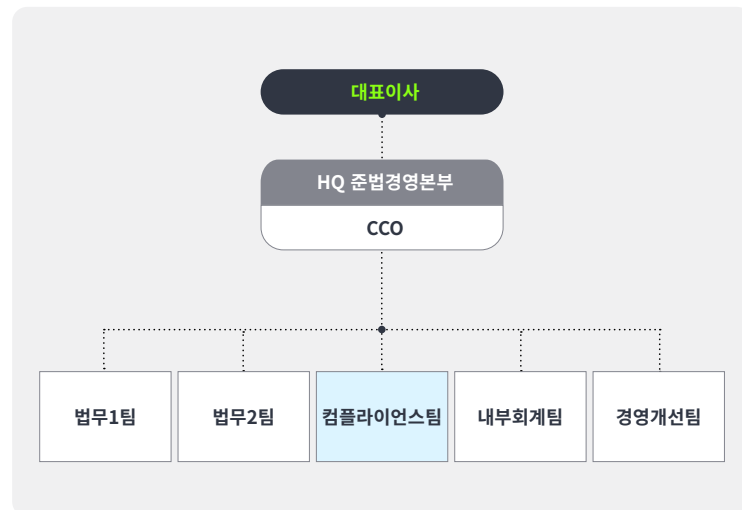 대표이사
HQ 준법경영본부
CCO
법무1팀
법무2팀
컴플라이언스팀
내부회계팀
경영개선팀